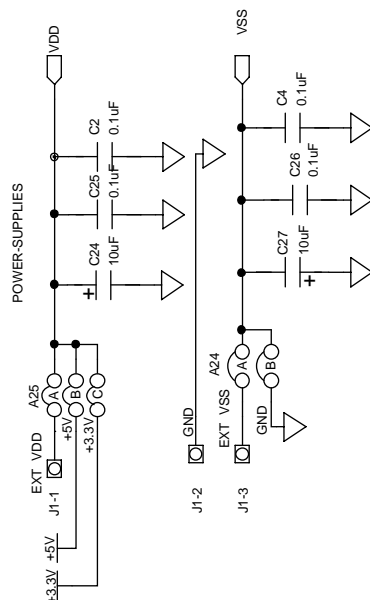 POWER-SUPPLIES
+3.3V
+5V
J1-1
EXT VDD
+5V
+3.3V
A25
A
B
C
+
C24
10uF
C25
0.1uF
C2
0.1uF
VDD
J1-2
GND
J1-3
EXT VSS
GND
A24
A
B
C27
10uF
+
C26
0.1uF
C4
0.1uF
VSS